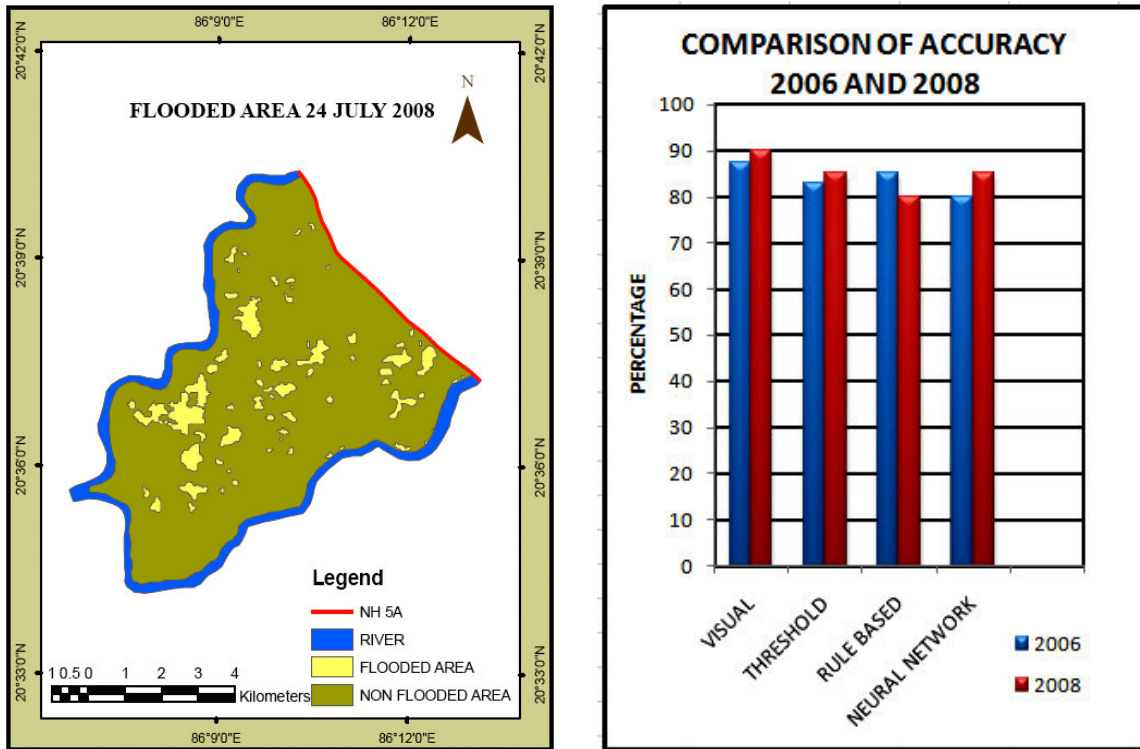 86°9'0"E 86°12'0"E
20°42'0"N 20°42'0"N
N
FLOODED AREA 24 JULY 2008
20°39'0"N 20°39'0"N
20°36'0"N 20°36'0"N
Legend
NH 5A
RIVER
FLOODED AREA
NON FLOODED AREA
20°33'0"N 20°33'0"N
1 0.5 0 1 2 3 4
Kilometers
86°9'0"E 86°12'0"E
COMPARISON OF ACCURACY
2006 AND 2008
PERCENTAGE
100
90
80
70
60
50
40
30
20
10
0
VISUAL
THRESHOLD
RULE BASED
NEURAL NETWORK
2006
2008